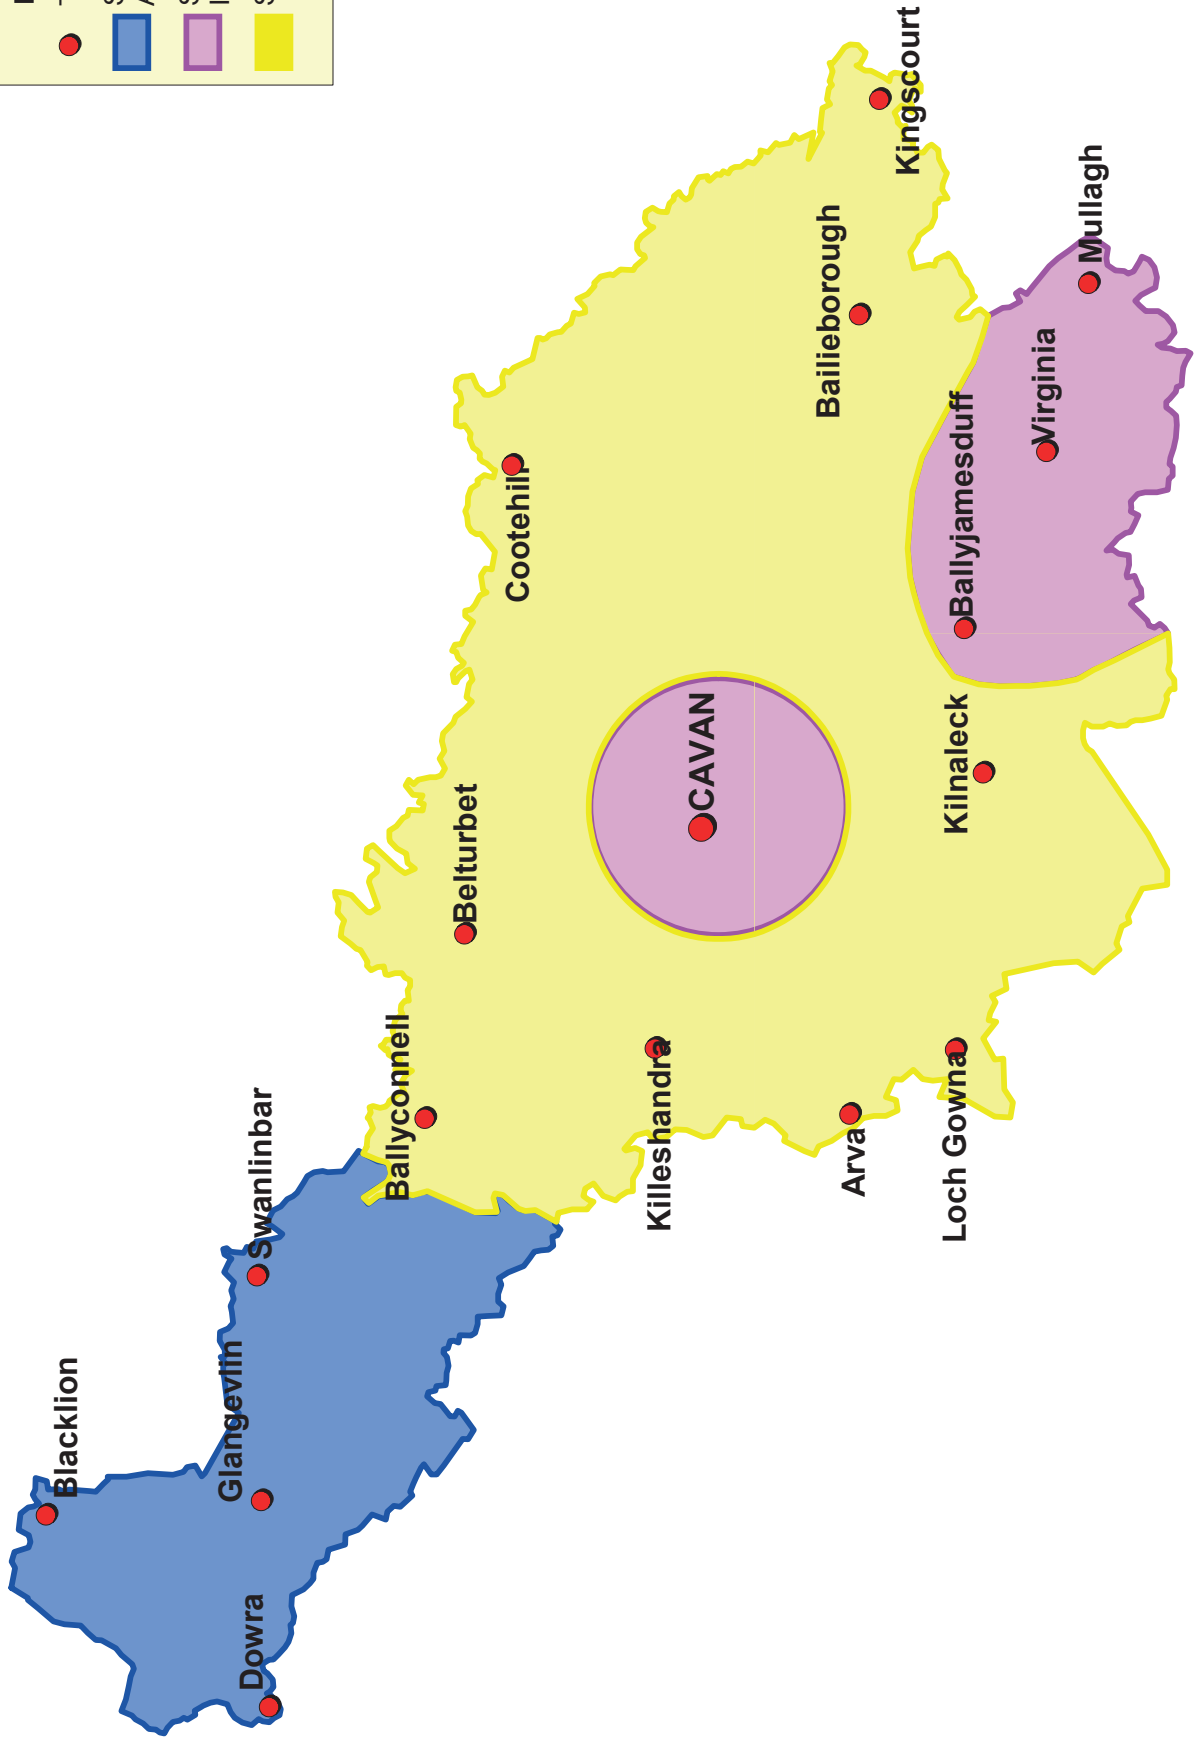 Blacklion
Dowra
Glangevlin
Swanlinbar
Ballyconnell
Belturbet
Cootehill
Killeshandra
CAVAN
Bailieborough
Kingscourt
Arva
Loch Gowna
Kilnaleck
Ballyjamesduff
Virginia
Mullagh